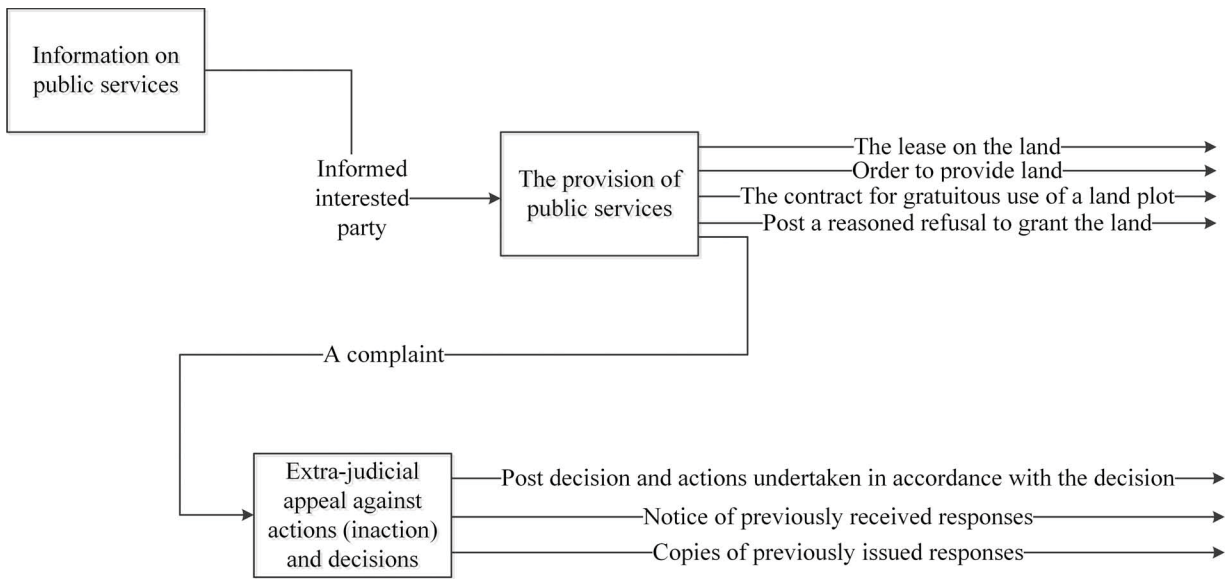 Information on
public services
Informed
interested
party
The provision of
public services
The lease on the land
Order to provide land
The contract for gratuitous use of a land plot
Post a reasoned refusal to grant the land
A complaint
Extra-judicial
appeal against
actions (inaction)
and decisions
Post decision and actions undertaken in accordance with the decision
Notice of previously received responses
Copies of previously issued responses